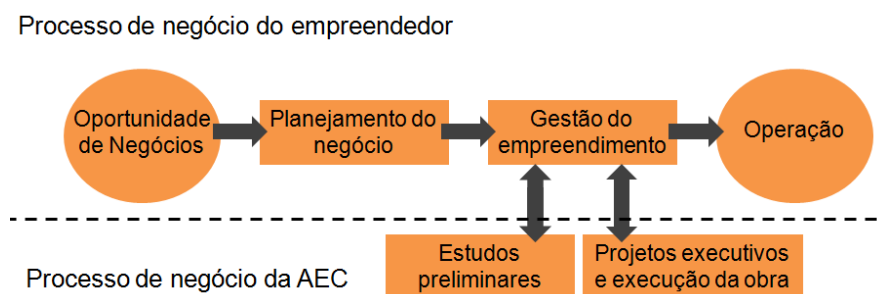 Processo de negócio do empreendedor
Oportunidade
de Negócios
Planejamento do
negócio
Gestão do
empreendimento
Operação
Estudos
preliminares
Projetos executivos
e execução da obra
Processo de negócio da AEC